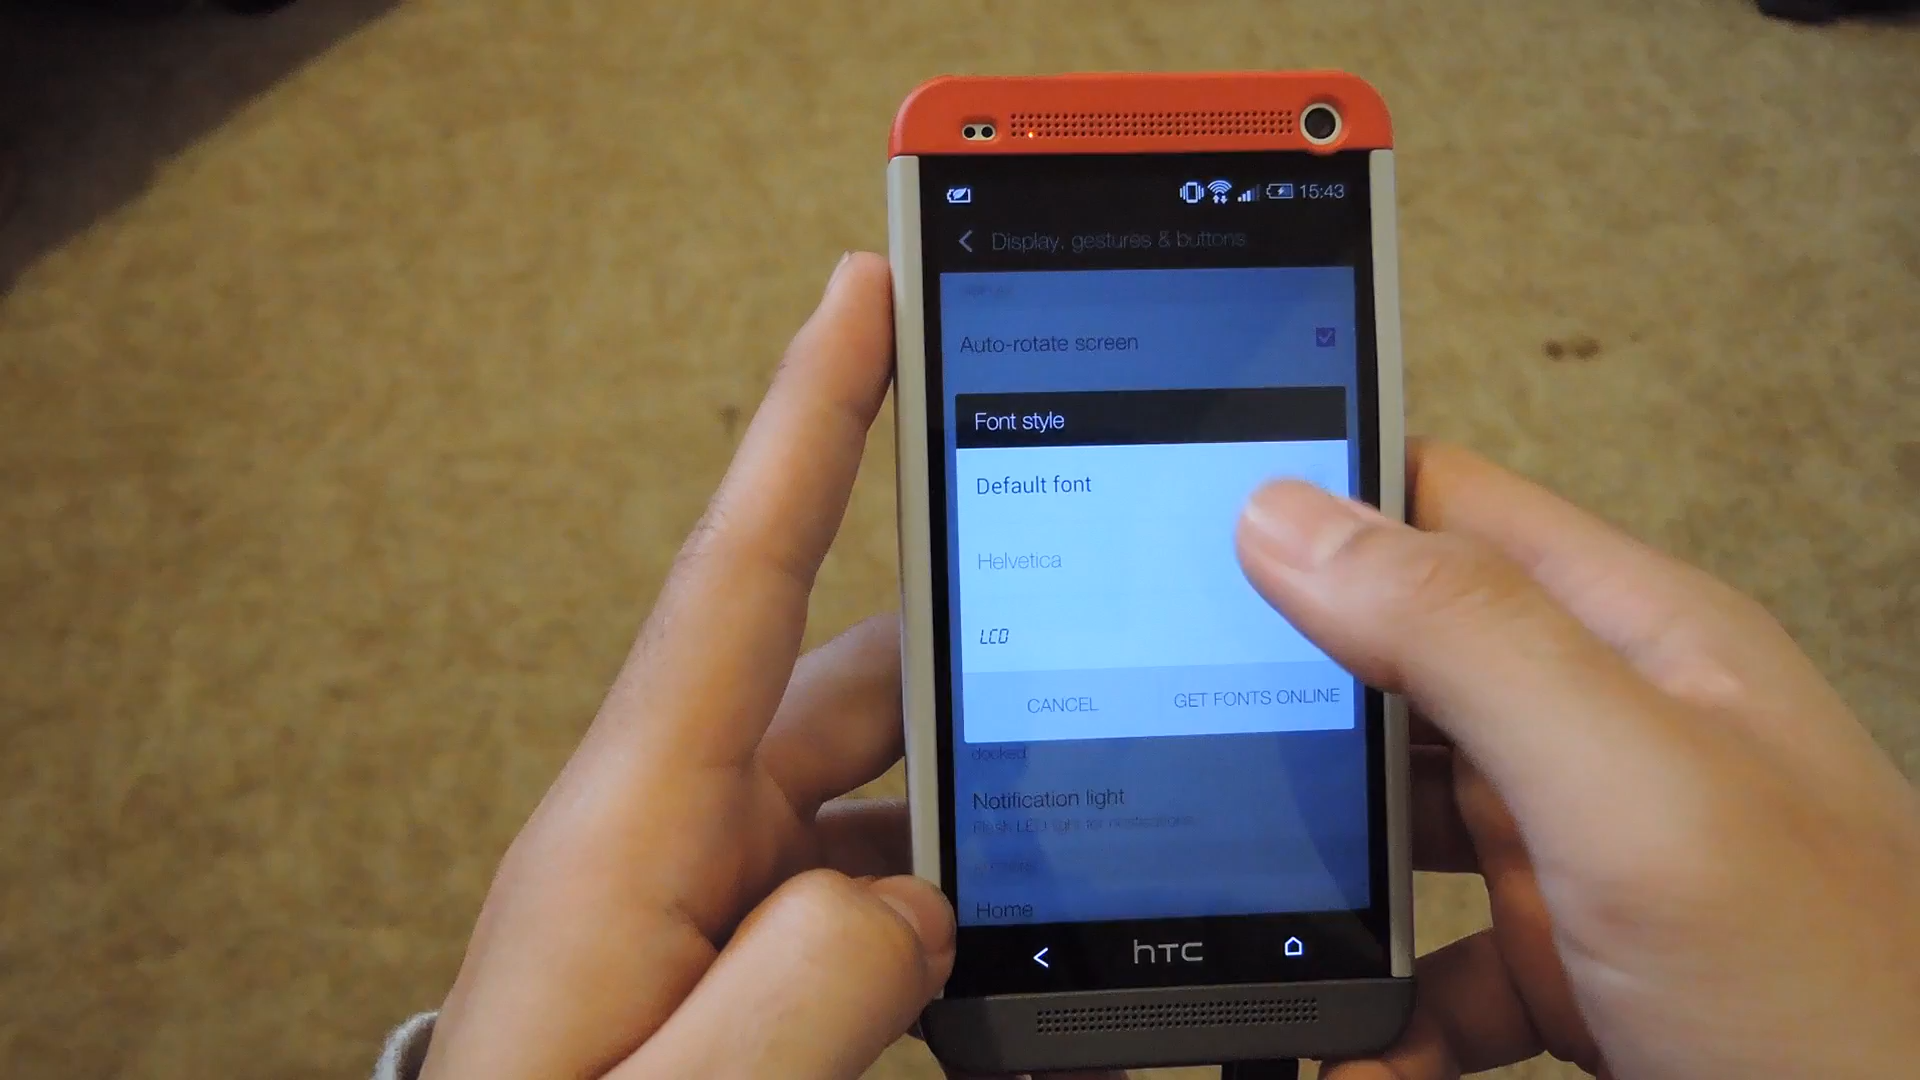 15:43
Display, gestures & buttons
Auto-rotate screen
Font style
Default font
Helvetica
LCD
CANCEL
GET FONTS ONLINE
docked
Notification light
Flash LED light for notifications
Home
hTC